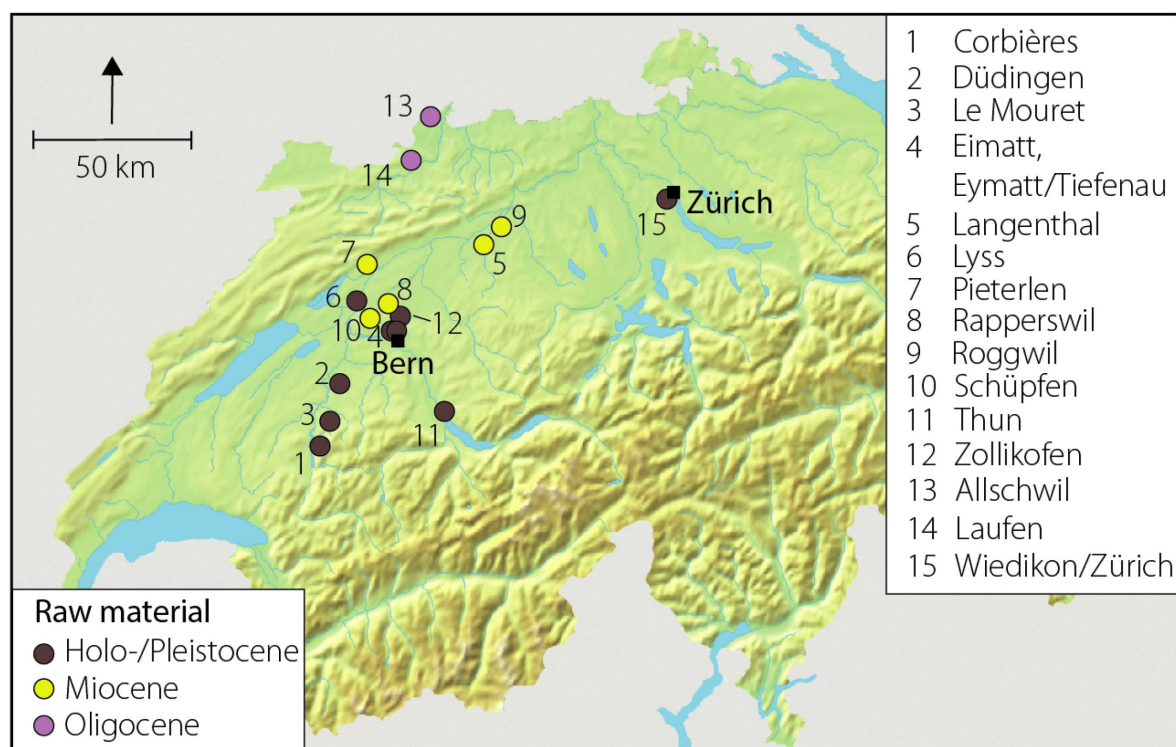 50 km
13
14
15
Zürich
9
5
7
6
8
10
12
4
Bern
2
3
1
11
1 Corbières
2 Düdingen
3 Le Mouret
4 Eimatt,
Eymatt/Tiefenau
5 Langenthal
6 Lyss
7 Pieterlen
8 Rapperswil
9 Roggwil
10 Schüpfen
11 Thun
12 Zollikofen
13 Allschwil
14 Laufen
15 Wiedikon/Zürich
Raw material
Holo-/Pleistocene
Miocene
Oligocene